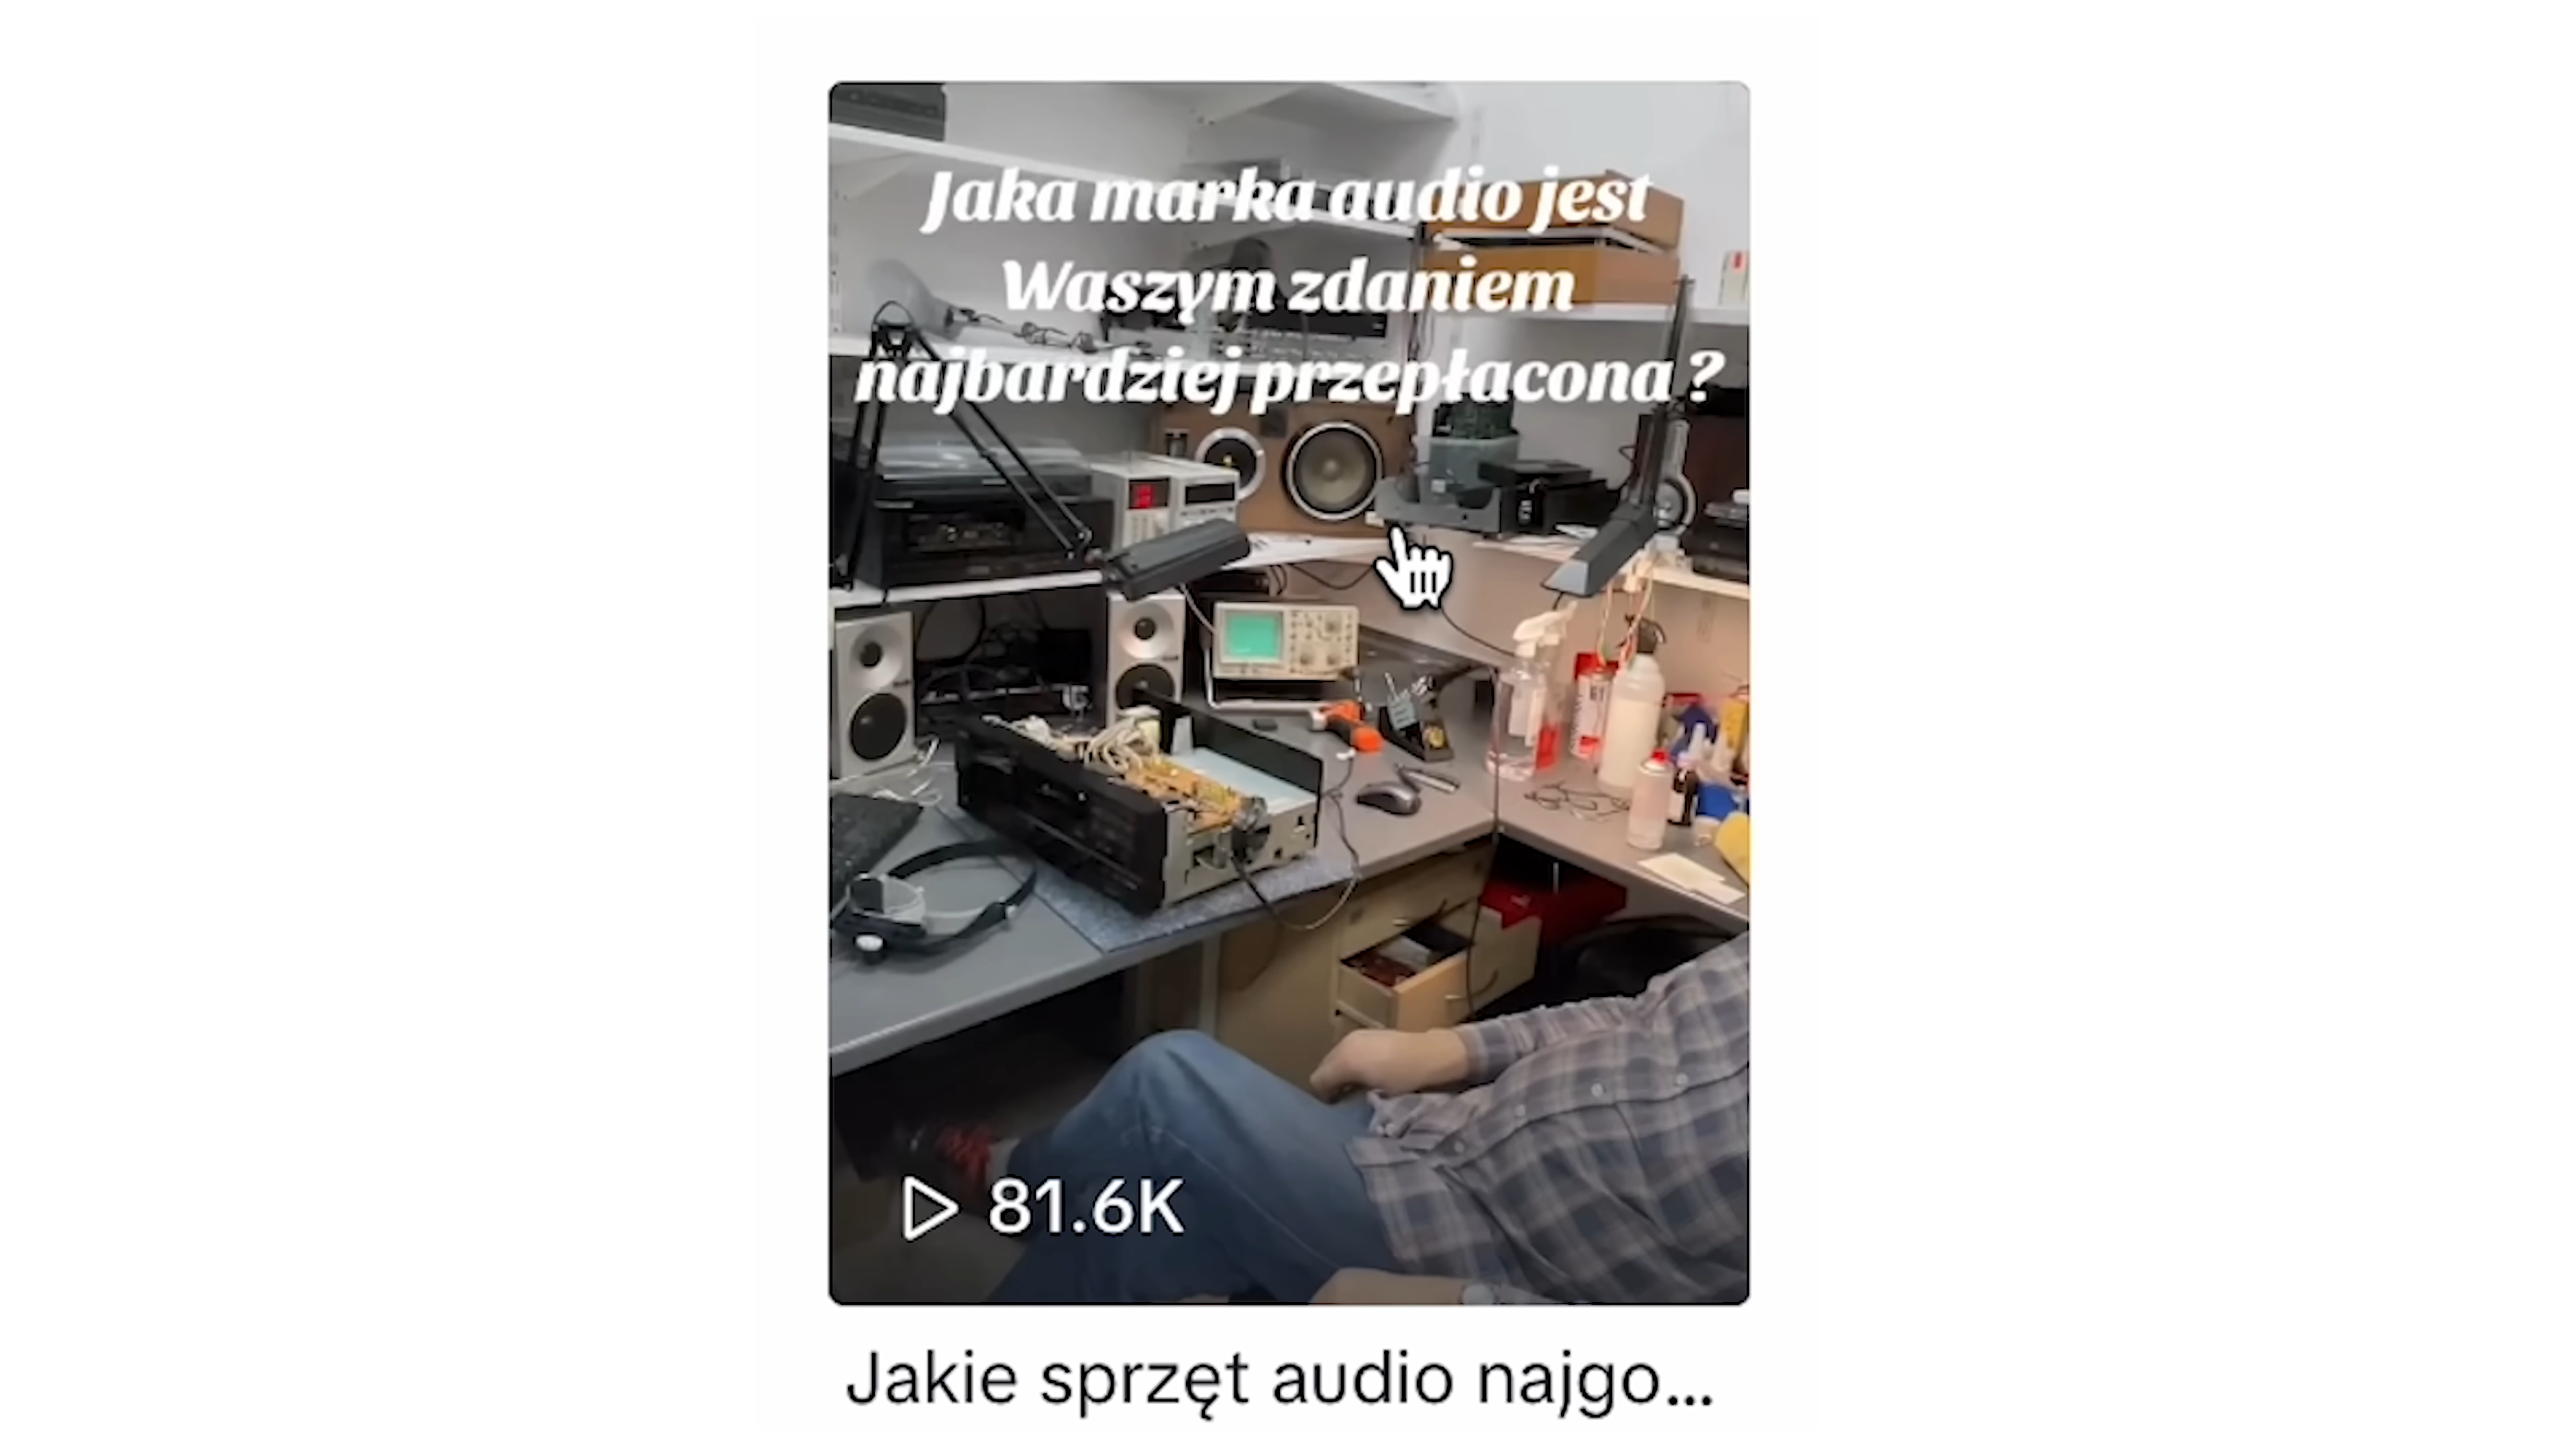 Jaka marka audio jest
Waszym zdaniem
najbardziej przepłacona ?
81.6K
Jakie sprzęt audio najgo...